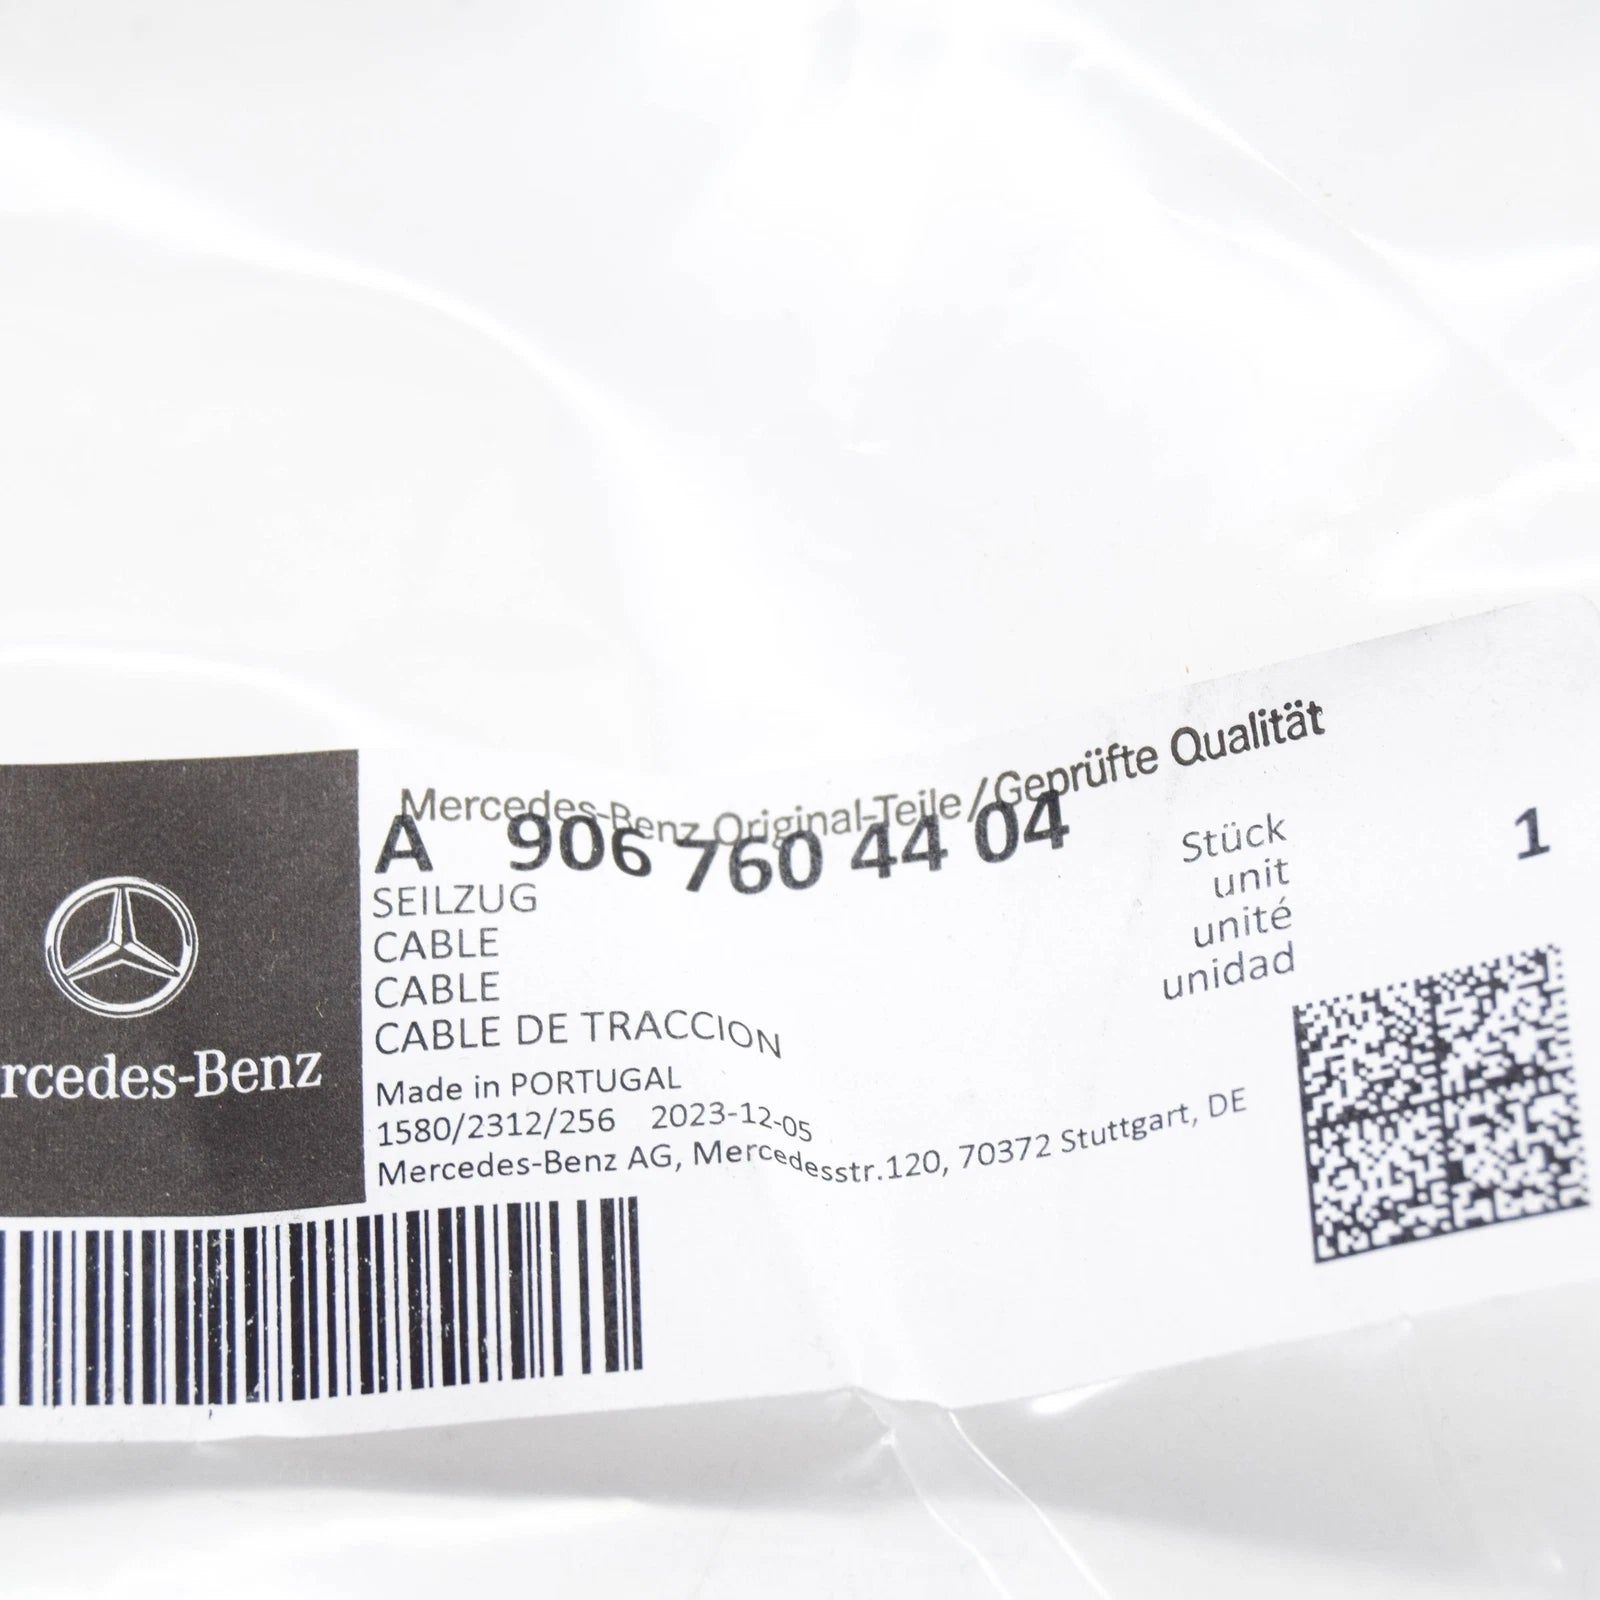 Mercedes-Benz Original-Teile/Geprüfte Qualität
A 906 760 44 04
SEILZUG
CABLE
CABLE
CABLE DE TRACCION
Made in PORTUGAL
1580/2312/256 2023-12-05
Mercedes-Benz AG, Mercedesstr.120, 70372 Stuttgart, DE
Stück 1
unit
unité
unidad
rcedes-Benz